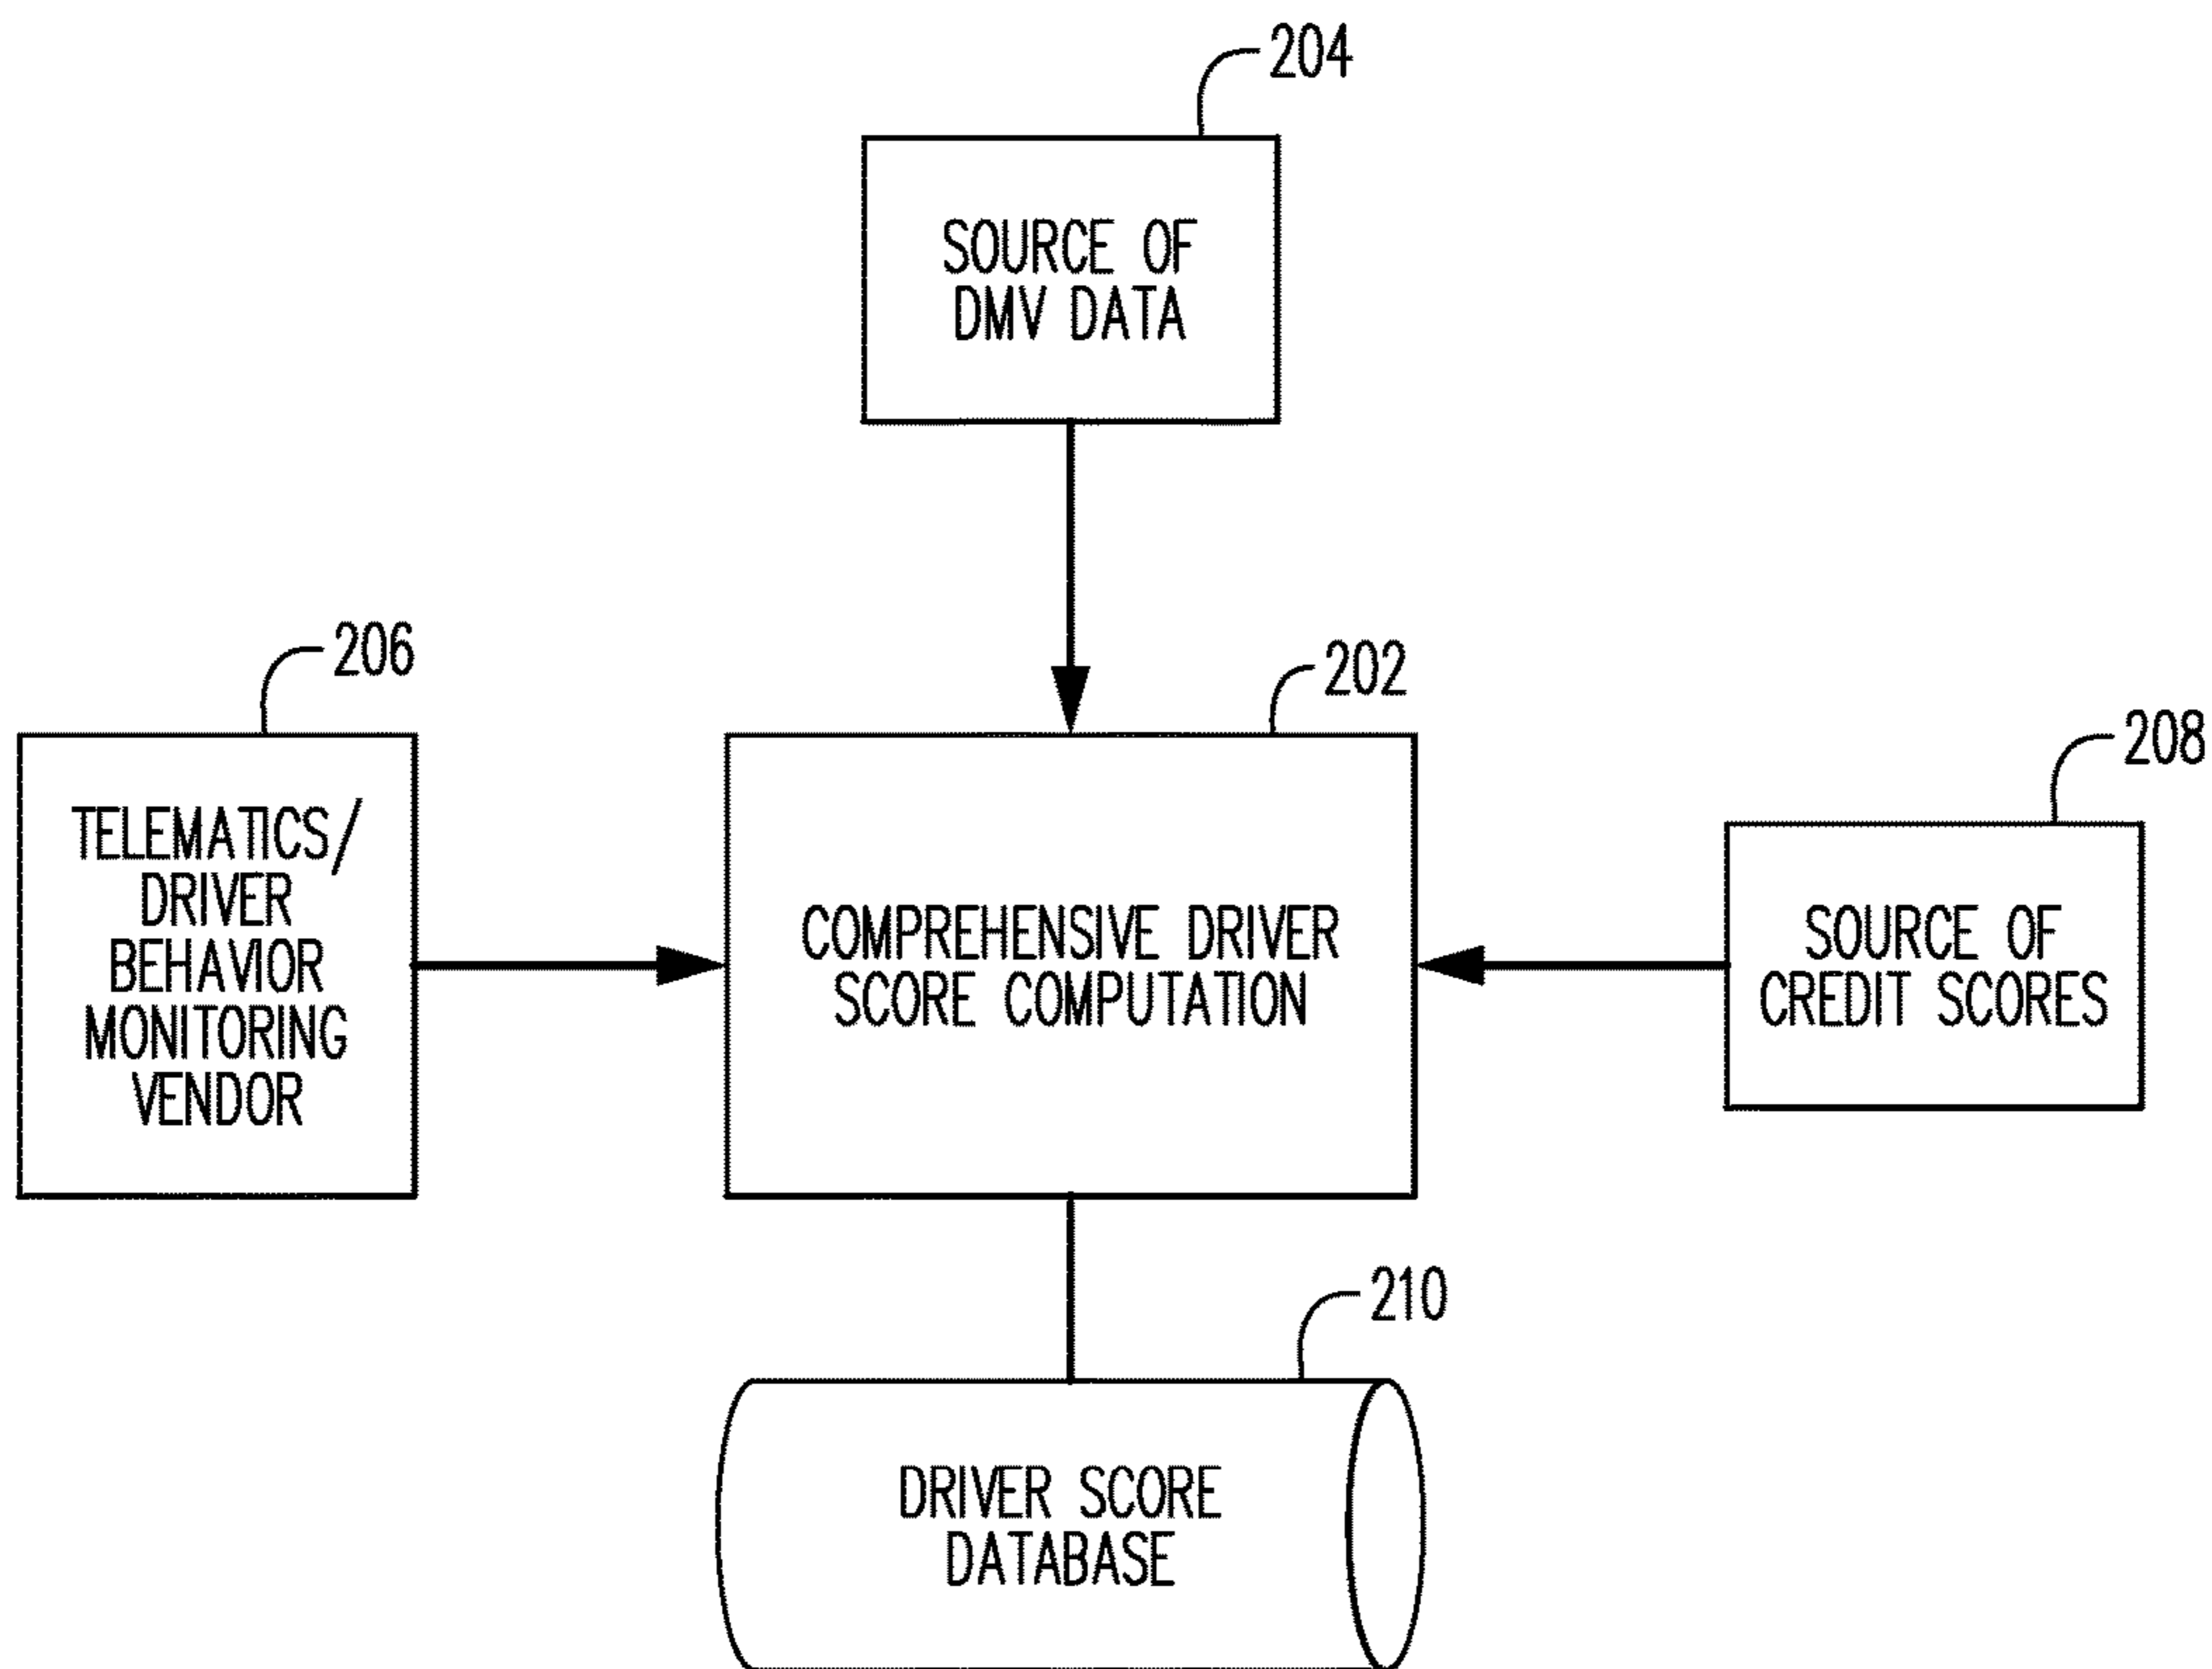 204
SOURCE OF
DMV DATA
206
202
208
TELEMATICS/
DRIVER
BEHAVIOR
MONITORING
VENDOR
COMPREHENSIVE DRIVER
SCORE COMPUTATION
SOURCE OF
CREDIT SCORES
210
DRIVER SCORE
DATABASE